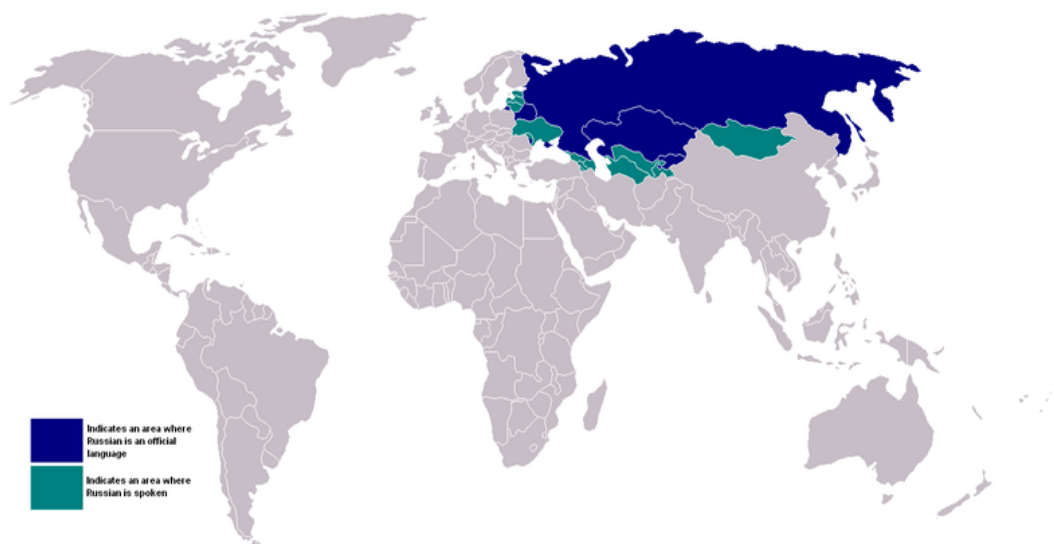 Indicates an area where
Russian is an official
language
Indicates an area where
Russian is spoken